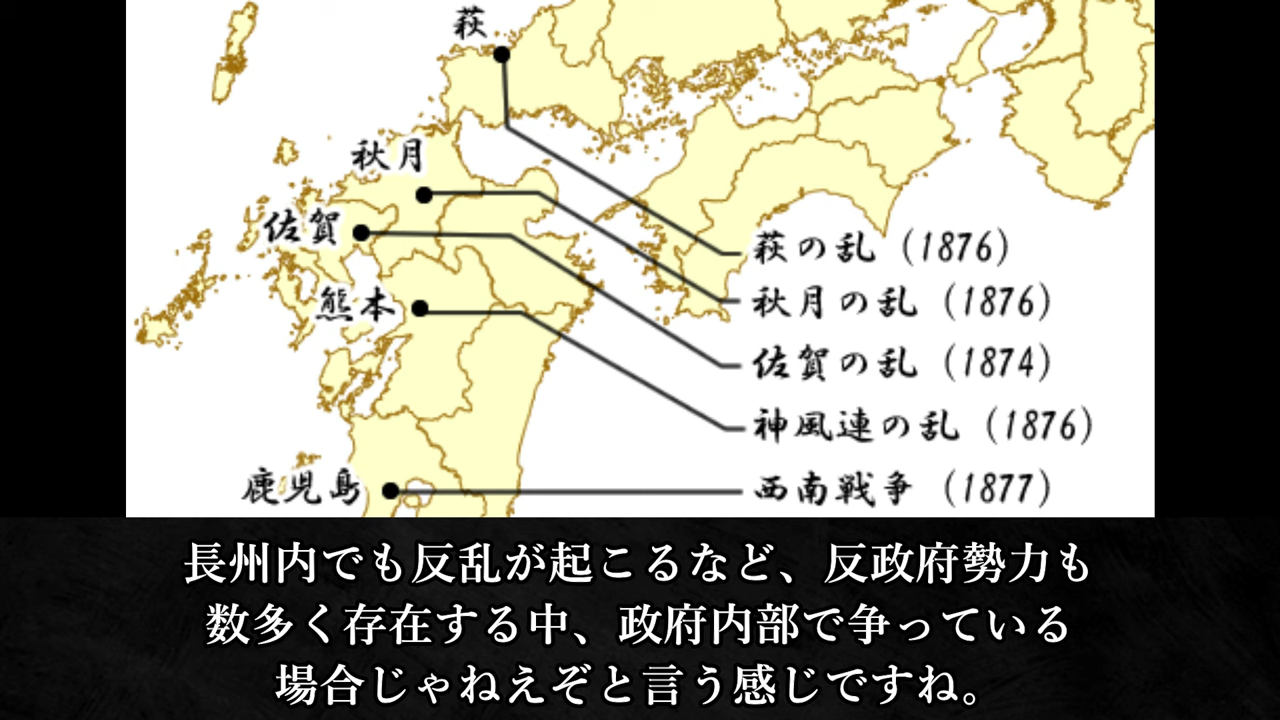 萩
秋月
佐賀
熊本
鹿児島
萩の乱（1876）
秋月の乱（1876）
佐賀の乱（1874）
神風連の乱（1876）
西南戦争（1877）
長州内でも反乱が起こるなど、反政府勢力も
数多く存在する中、政府内部で争っている
場合じゃねえぞと言う感じですね。